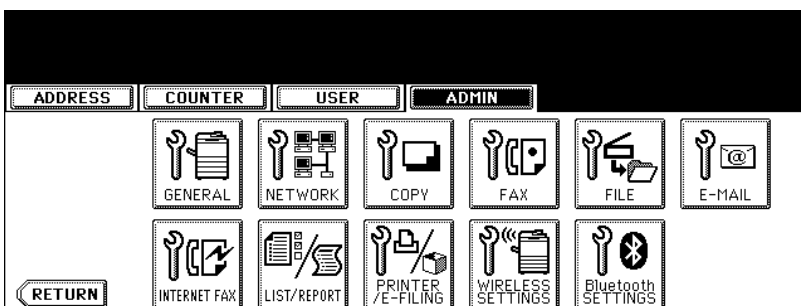 ADDRESS COUNTER USER ADMIN
GENERAL NETWORK COPY FAX FILE @ E-MAIL
INTERNET FAX LIST/REPORT PRINTER /E-FILING WIRELESS SETTINGS Bluetooth SETTINGS
RETURN